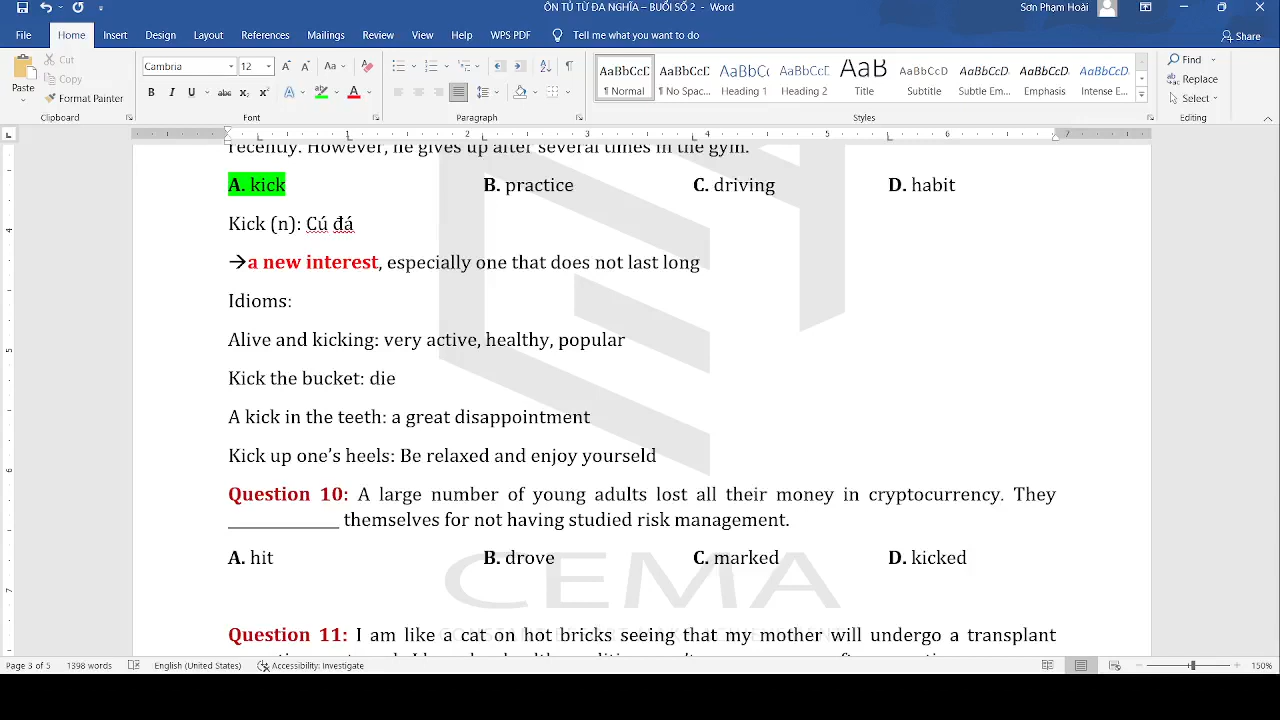 ÔN TỪ TỪ ĐA NGHĨA – BUỔI SỐ 2 - Word
Son Phạm Hoài
File Home Insert Design Layout References Mailings Review View Help WPS PDF Tell me what you want to do Share
Cut
Copy
Format Painter
Paste
Clipboard
Cambria 12
Font
Paragraph
AaBbCcD AaBbCcD AaBbCc AaBbCcD AaB AaBbCcD AaBbCcD AaBbCcD AaBbCcD
¶ Normal ¶ No Spac... Heading 1 Heading 2 Title Subtitle Subtle Em... Emphasis Intense E...
Styles
Find
Replace
Select
Editing
recently. However, he gives up after several times in the gym.
A. kick B. practice C. driving D. habit
Kick (n): Cú đá
→a new interest, especially one that does not last long
Idioms:
Alive and kicking: very active, healthy, popular
Kick the bucket: die
A kick in the teeth: a great disappointment
Kick up one's heels: Be relaxed and enjoy yourseld
Question 10: A large number of young adults lost all their money in cryptocurrency. They
____________ themselves for not having studied risk management.
A. hit B. drove C. marked D. kicked
CEMA
Question 11: I am like a cat on hot bricks seeing that my mother will undergo a transplant
Page 3 of 5 1398 words English (United States) Accessibility: Investigate 150%